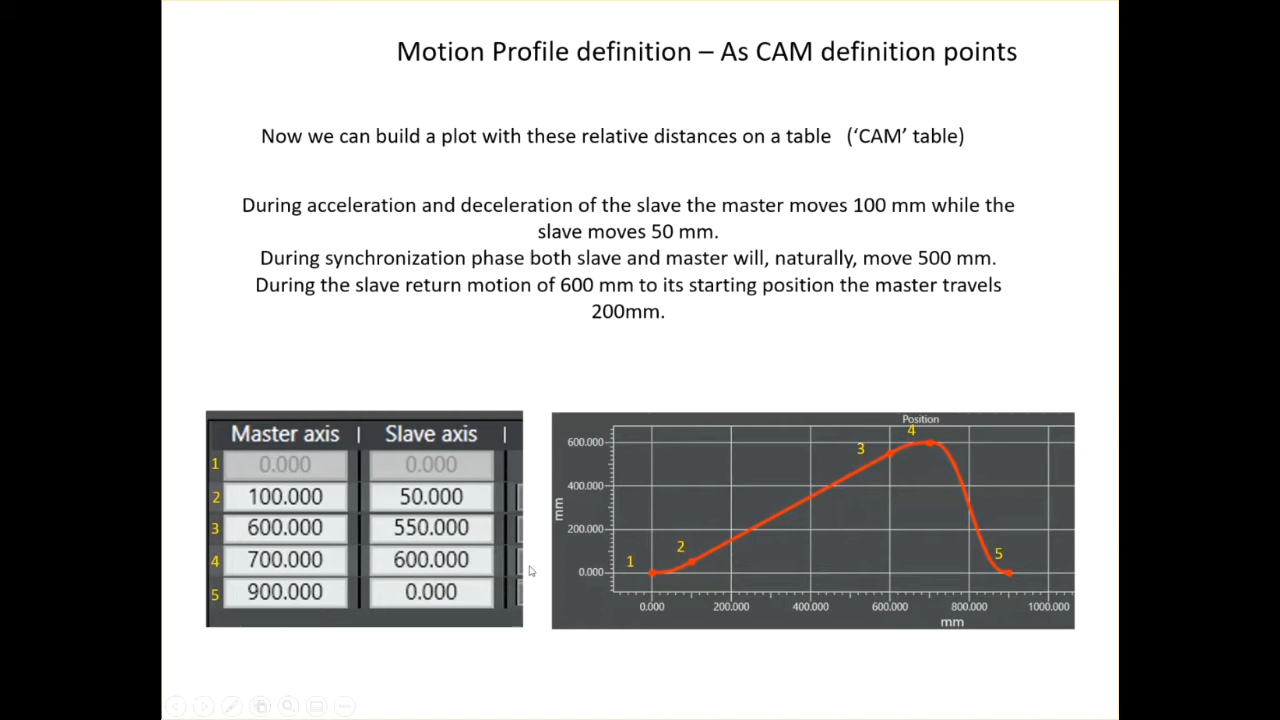 Motion Profile definition – As CAM definition points
Now we can build a plot with these relative distances on a table   (‘CAM’ table)
During acceleration and deceleration of the slave the master moves 100 mm while the
slave moves 50 mm.
During synchronization phase both slave and master will, naturally, move 500 mm.
During the slave return motion of 600 mm to its starting position the master travels
200mm.
Master axis | Slave axis |
1 0.000 0.000
2 100.000 50.000
3 600.000 550.000
4 700.000 600.000
5 900.000 0.000
Position
4
600.000
3
400.000
mm
200.000
2
1
5
0.000
0.000 200.000 400.000 600.000 800.000 1000.000
mm